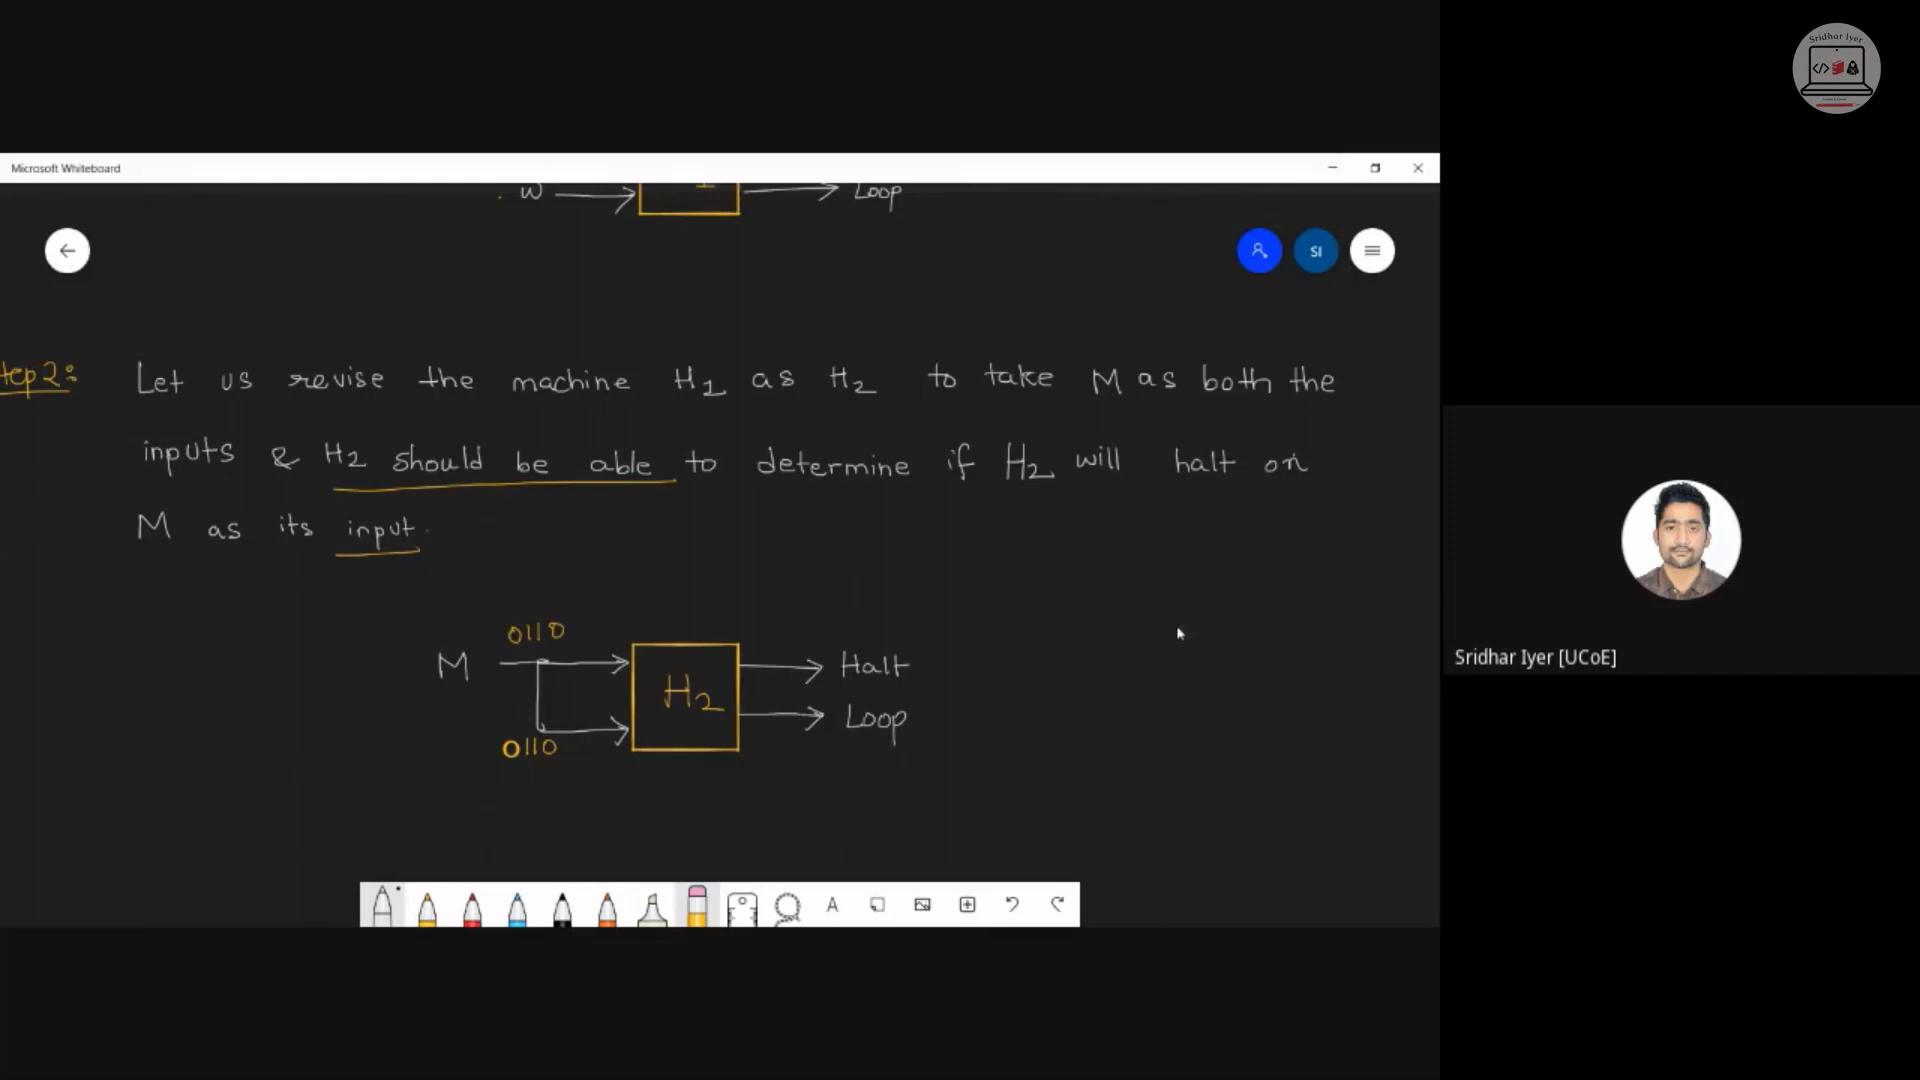 Sridhar Iyer
</>
Microsoft Whiteboard
w Loop
SI
tep 2:
Let us revise the machine H1 as H2 to take M as both the
inputs & H2 should be able to determine if H2 will halt on
M as its input.
0110
M H2 Halt
Loop
0110
A
Sridhar Iyer [UCoE]